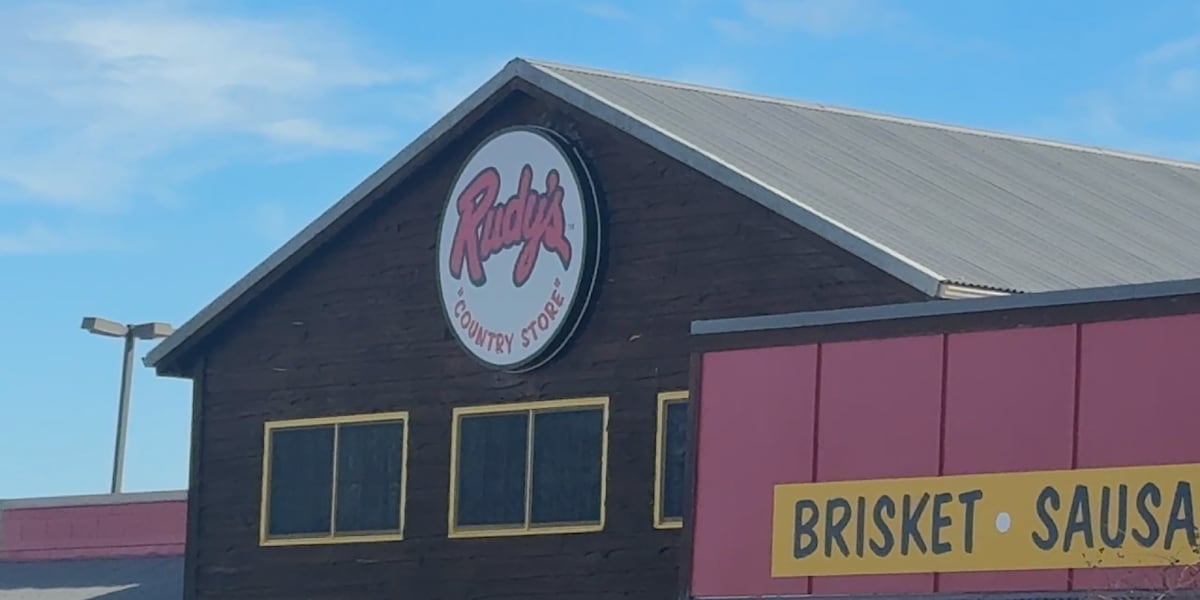 Rudy's
"COUNTRY STORE"
BRISKET • SAUSA